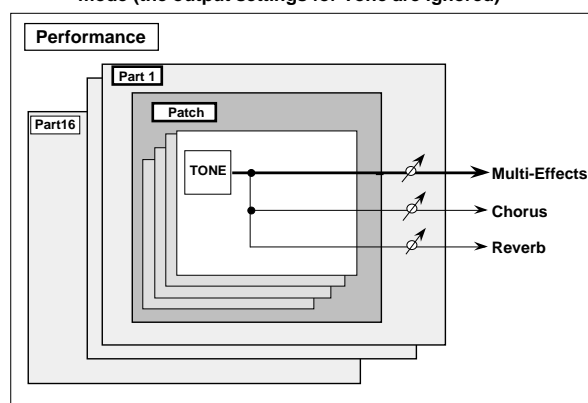 mode (the output settings for Tone are ignored)
Performance
Part 1
Part16
Patch
TONE
Multi-Effects
Chorus
Reverb